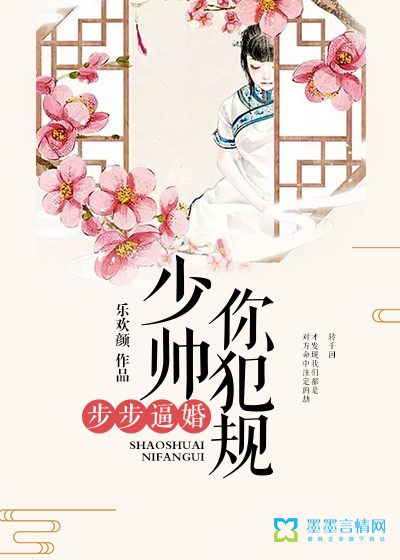 步步逼婚
少帅
你犯规
SHAOSHUAI
NIFANGUI
乐欢颜 作品
转千回
才发现我们都是
对方命中注定的劫
墨墨言情网